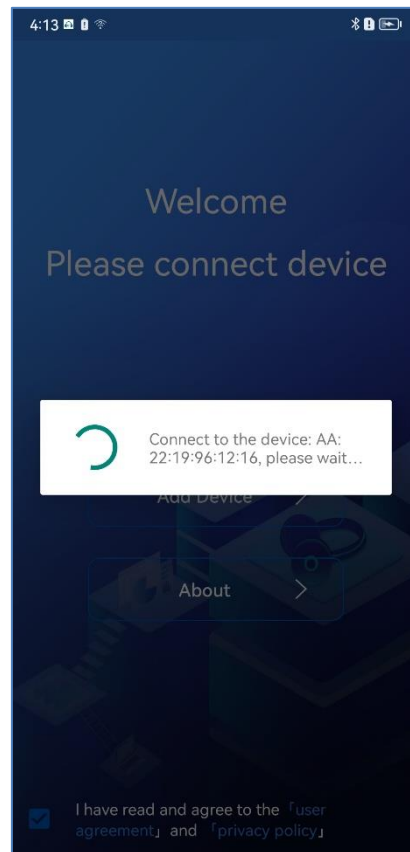 4:13
Welcome
Please connect device
Connect to the device: AA:
22:19:96:12:16, please wait…
Add Device
About
I have read and agree to the「user
agreement」and 「privacy policy」